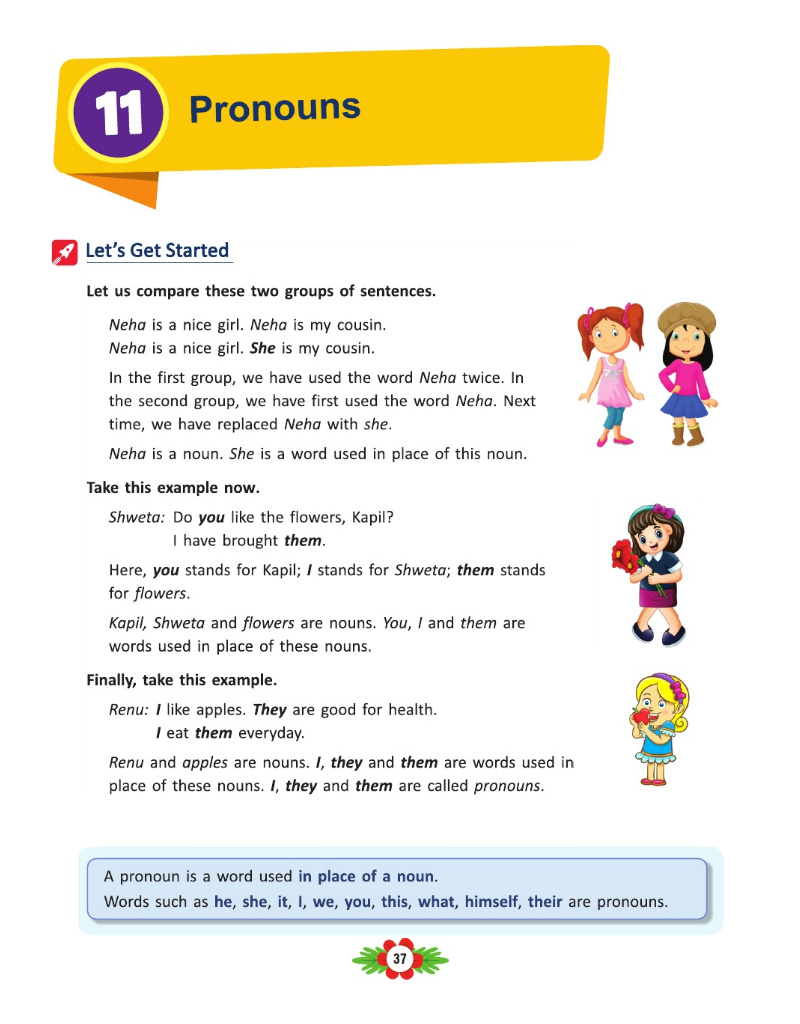 11
Pronouns
Let's Get Started
Let us compare these two groups of sentences.
Neha is a nice girl. Neha is my cousin.
Neha is a nice girl. She is my cousin.
In the first group, we have used the word Neha twice. In
the second group, we have first used the word Neha. Next
time, we have replaced Neha with she.
Neha is a noun. She is a word used in place of this noun.
Take this example now.
Shweta: Do you like the flowers, Kapil?
I have brought them.
Here, you stands for Kapil; I stands for Shweta; them stands
for flowers.
Kapil, Shweta and flowers are nouns. You, I and them are
words used in place of these nouns.
Finally, take this example.
Renu: I like apples. They are good for health.
I eat them everyday.
Renu and apples are nouns. I, they and them are words used in
place of these nouns. I, they and them are called pronouns.
A pronoun is a word used in place of a noun.
Words such as he, she, it, I, we, you, this, what, himself, their are pronouns.
37